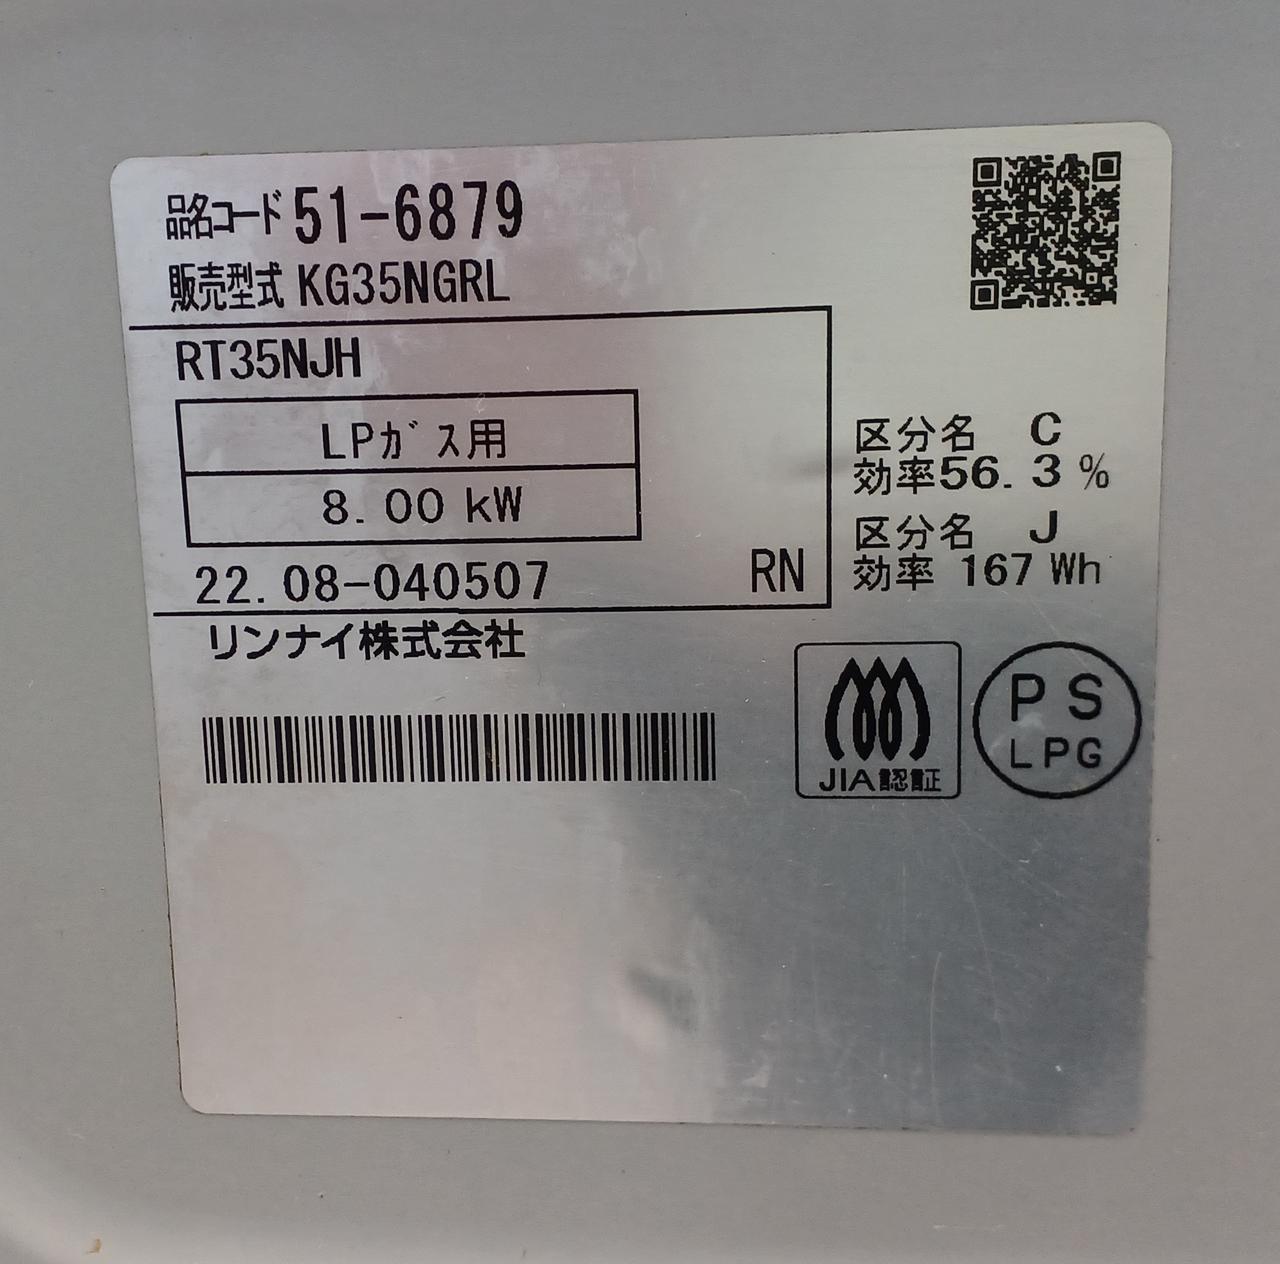 品名コード 51-6879
販売型式 KG35NGRL
RT35NJH
LPガス用
8.00 kW
22.08-040507 RN
リンナイ株式会社
区分名 C
効率56.3%
区分名 J
効率 167 Wh
JIA認証
PS
LPG